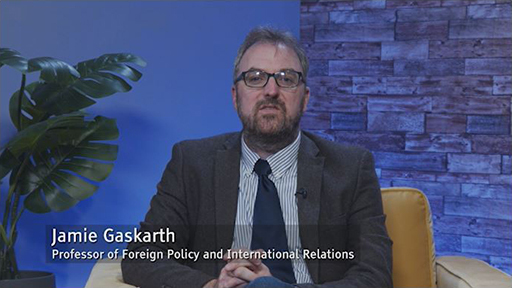 Jamie Gaskarth
Professor of Foreign Policy and International Relations